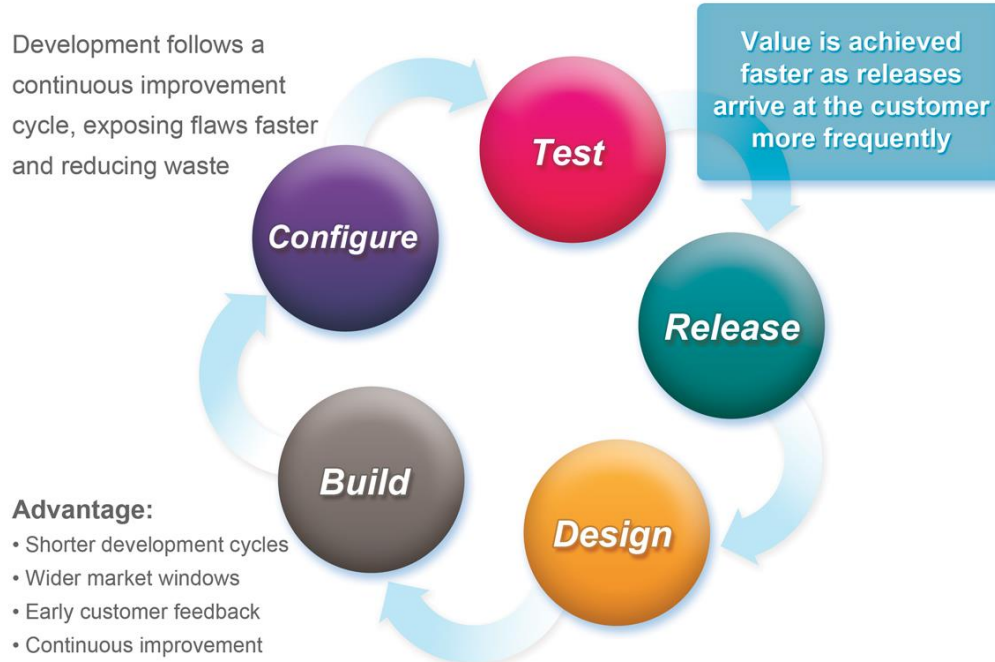 Development follows a
continuous improvement
cycle, exposing flaws faster
and reducing waste
Value is achieved
faster as releases
arrive at the customer
more frequently
Test
Configure
Release
Build
Design
Advantage:
• Shorter development cycles
• Wider market windows
• Early customer feedback
• Continuous improvement